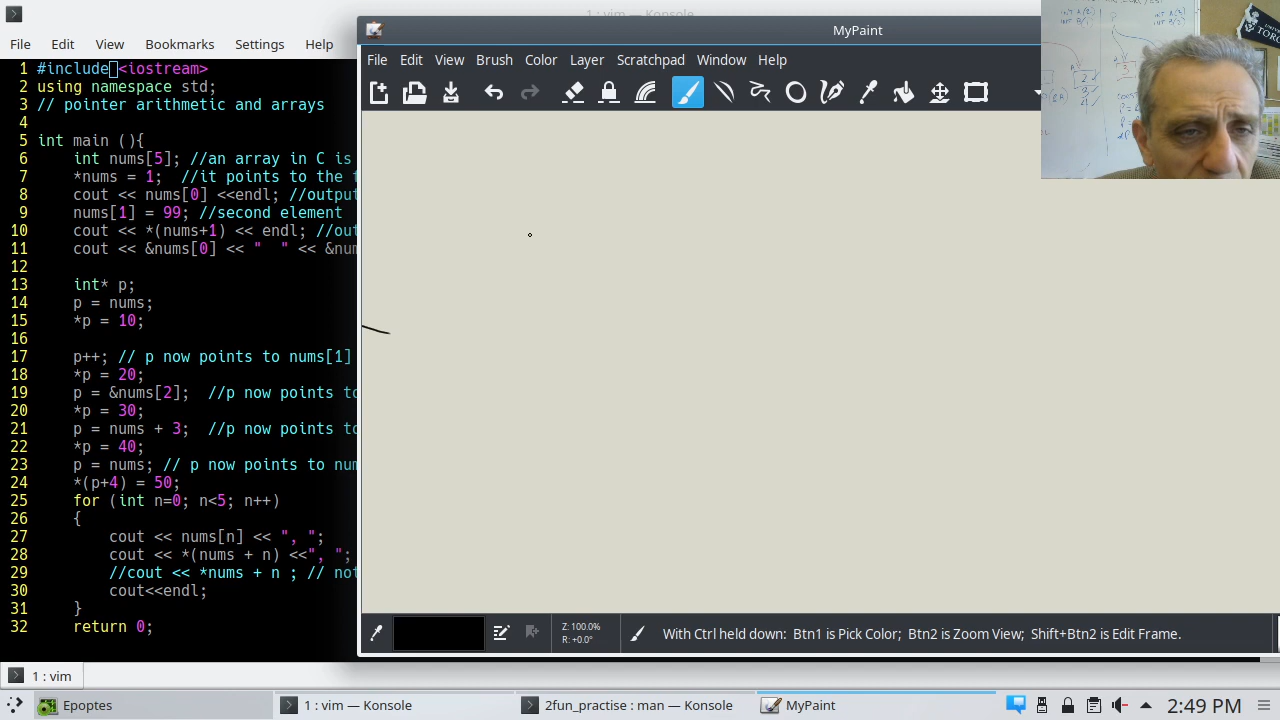 1 : vim — Konsole
MyPaint
File Edit View Bookmarks Settings Help
File Edit View Brush Color Layer Scratchpad Window Help
1 #include <iostream>
2 using namespace std;
3 // pointer arithmetic and arrays
4
5 int main (){
6 int nums[5]; //an array in C is
7 *nums = 1; //it points to the f
8 cout << nums[0] <<endl; //output
9 nums[1] = 99; //second element
10 cout << *(nums+1) << endl; //out
11 cout << &nums[0] << " " << &num
12
13 int* p;
14 p = nums;
15 *p = 10;
16
17 p++; // p now points to nums[1]
18 *p = 20;
19 p = &nums[2]; //p now points to
20 *p = 30;
21 p = nums + 3; //p now points to
22 *p = 40;
23 p = nums; // p now points to num
24 *(p+4) = 50;
25 for (int n=0; n<5; n++)
26 {
27 cout << nums[n] << ", ";
28 cout << *(nums + n) <<", ";
29 //cout << *nums + n ; // not
30 cout<<endl;
31 }
32 return 0;
Z: 100.0%
R: +0.0°
With Ctrl held down: Btn1 is Pick Color; Btn2 is Zoom View; Shift+Btn2 is Edit Frame.
1 : vim
Epoptes
1 : vim — Konsole
2fun_practise : man — Konsole
MyPaint
2:49 PM